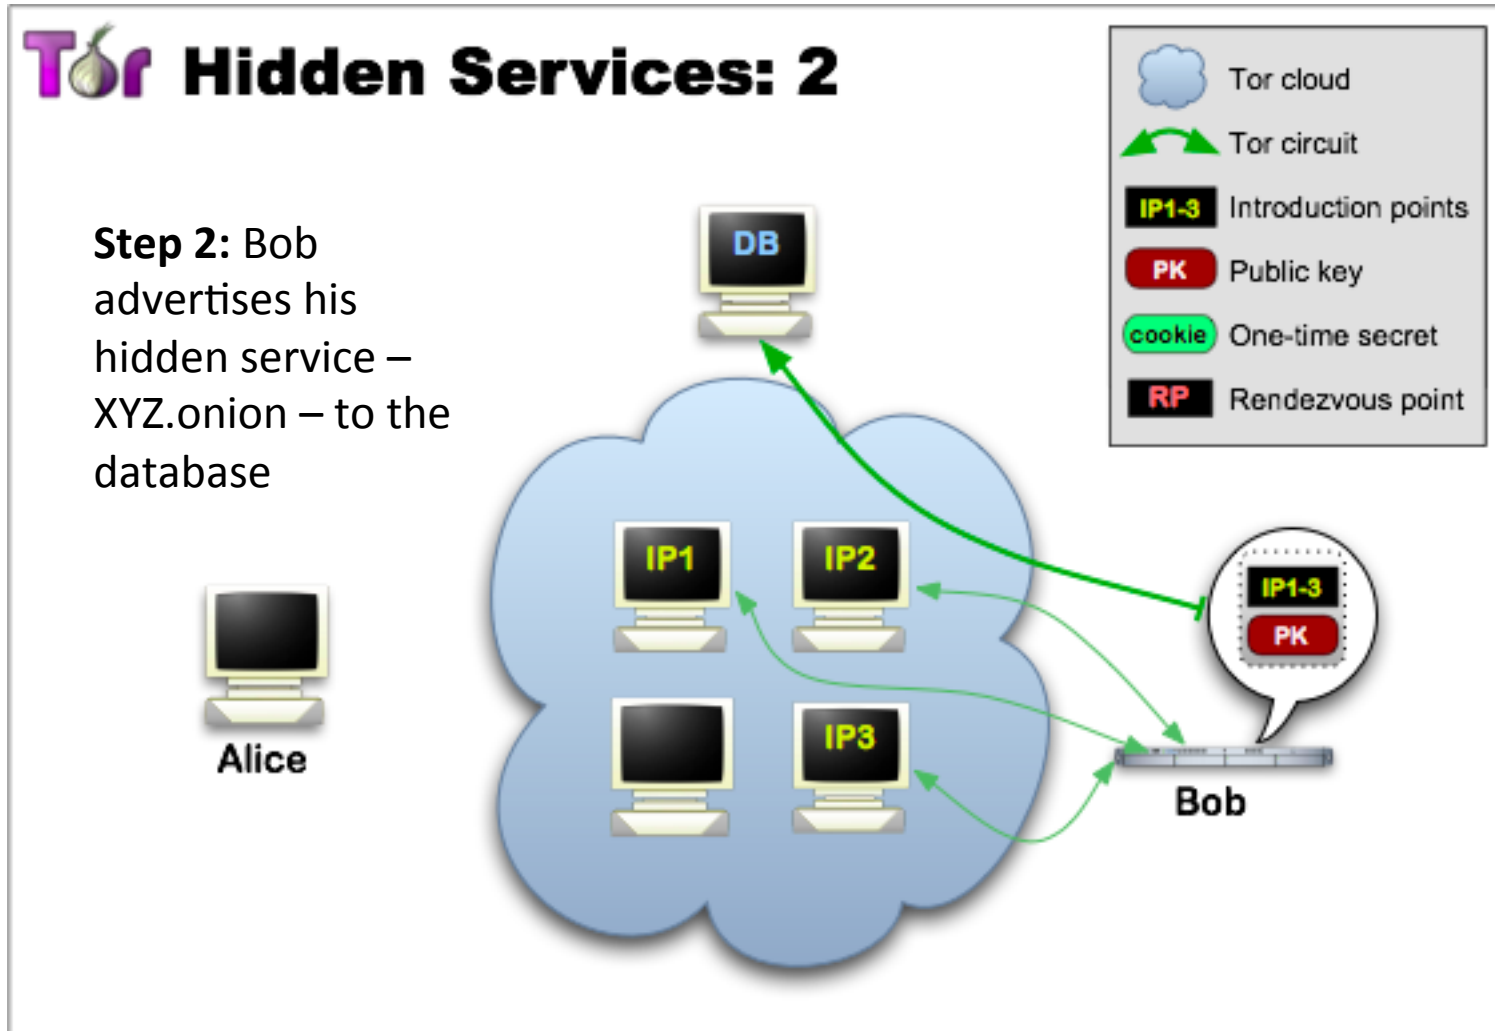 Tor Hidden Services: 2
Tor cloud
Tor circuit
IP1-3 Introduction points
PK Public key
cookie One-time secret
RP Rendezvous point
Step 2: Bob
advertises his
hidden service –
XYZ.onion – to the
database
DB
IP1
IP2
IP3
IP1-3
PK
Alice
Bob